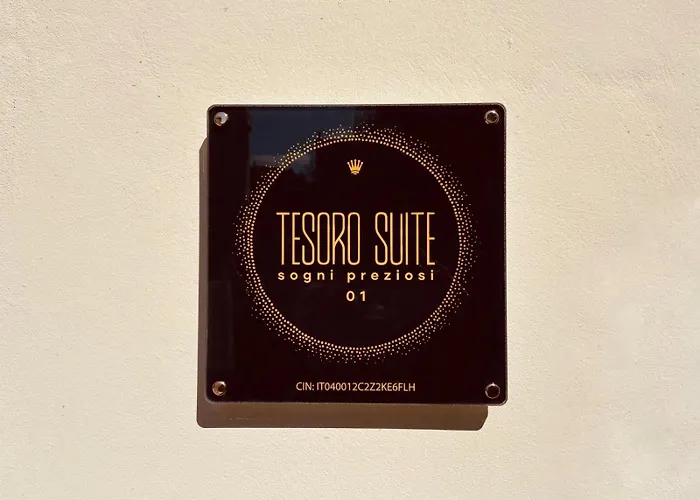 TESORO SUITE
sogni preziosi
01
CIN: IT040012C2Z2KE6FLH